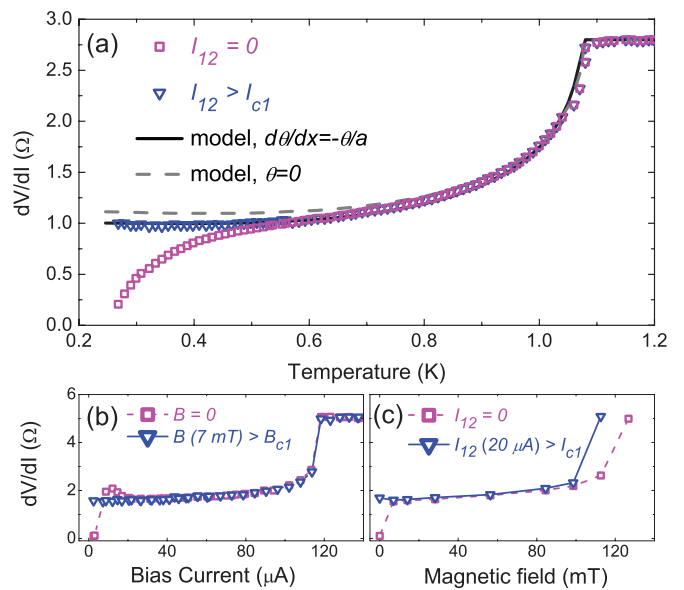 (a)
I12 = 0
I12 > Ic1
model, dθ/dx=-θ/a
model, θ=0
dV/dI (Ω)
3.0
2.5
2.0
1.5
1.0
0.5
0.0
0.2 0.4 0.6 0.8 1.0 1.2
Temperature (K)
(b)
B = 0
B (7 mT) > Bc1
dV/dI (Ω)
6
4
2
0
0 40 80 120
Bias Current (μA)
(c)
I12 = 0
I12 (20 μA) > Ic1
0 50 100
Magnetic field (mT)